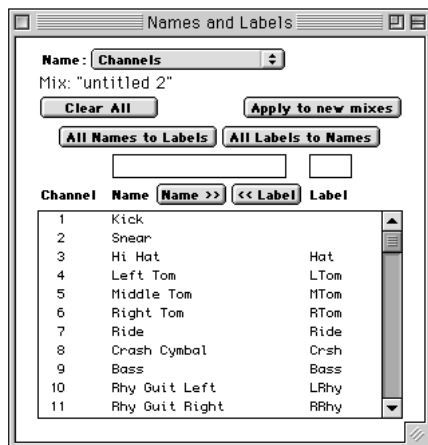 Names and Labels
Name: Channels
Mix: "untitled 2"
Clear All Apply to new mixes
All Names to Labels All Labels to Names
Channel Name Name >> << Label Label
1 Kick
2 Snear
3 Hi Hat Hat
4 Left Tom LTom
5 Middle Tom MTom
6 Right Tom RTom
7 Ride Ride
8 Crash Cymbal Crsh
9 Bass Bass
10 Rhy Guit Left LRhy
11 Rhy Guit Right RRhy